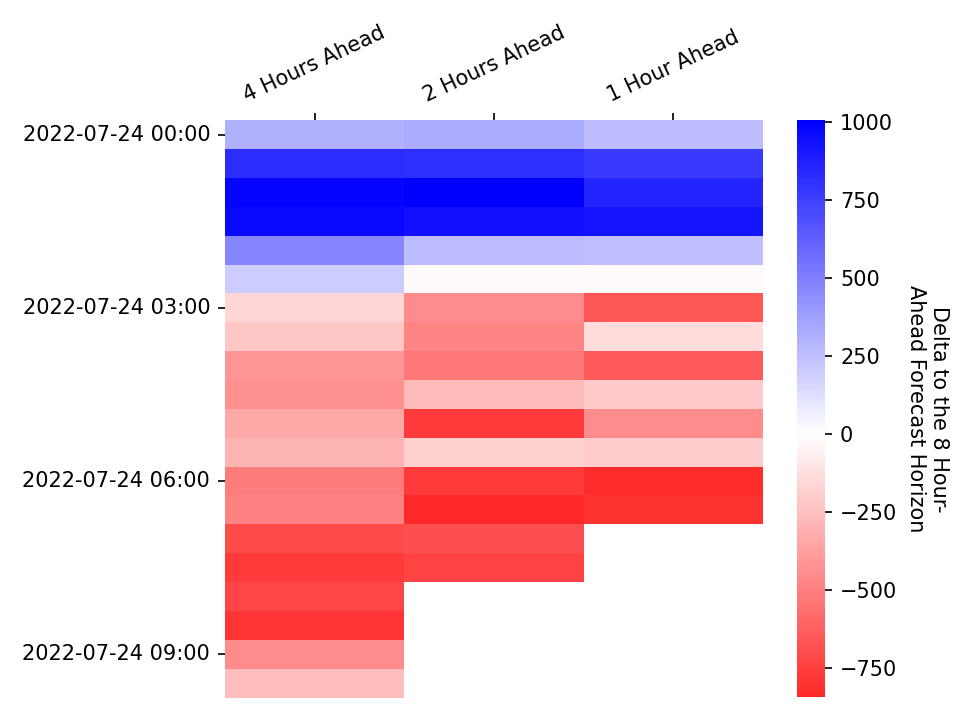 4 Hours Ahead
2 Hours Ahead
1 Hour Ahead
2022-07-24 00:00
2022-07-24 03:00
2022-07-24 06:00
2022-07-24 09:00
1000
750
500
250
0
−250
−500
−750
Delta to the 8 Hour-
Ahead Forecast Horizon